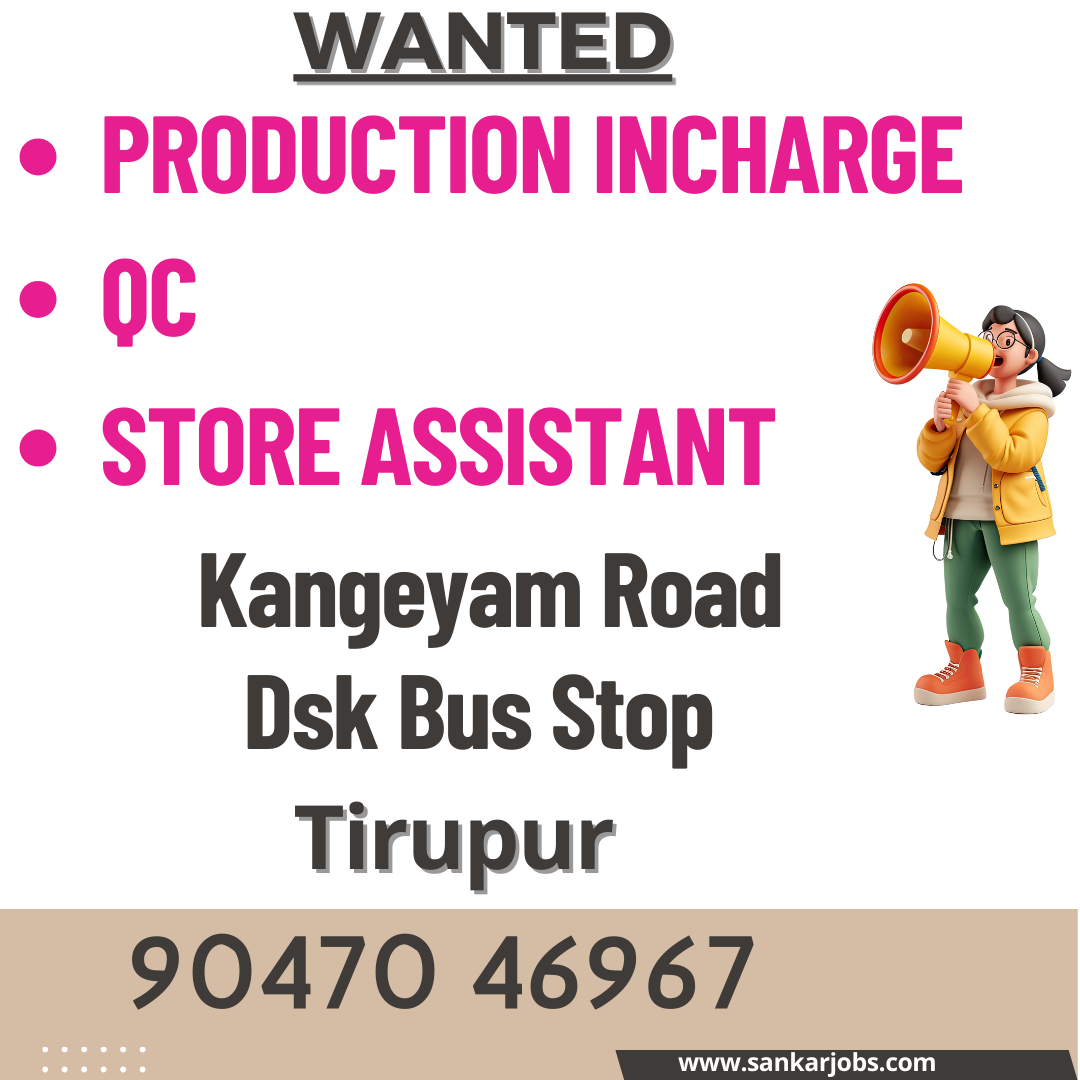 WANTED
• PRODUCTION INCHARGE
• QC
• STORE ASSISTANT
Kangeyam Road
Dsk Bus Stop
Tirupur
90470 46967
www.sankarjobs.com